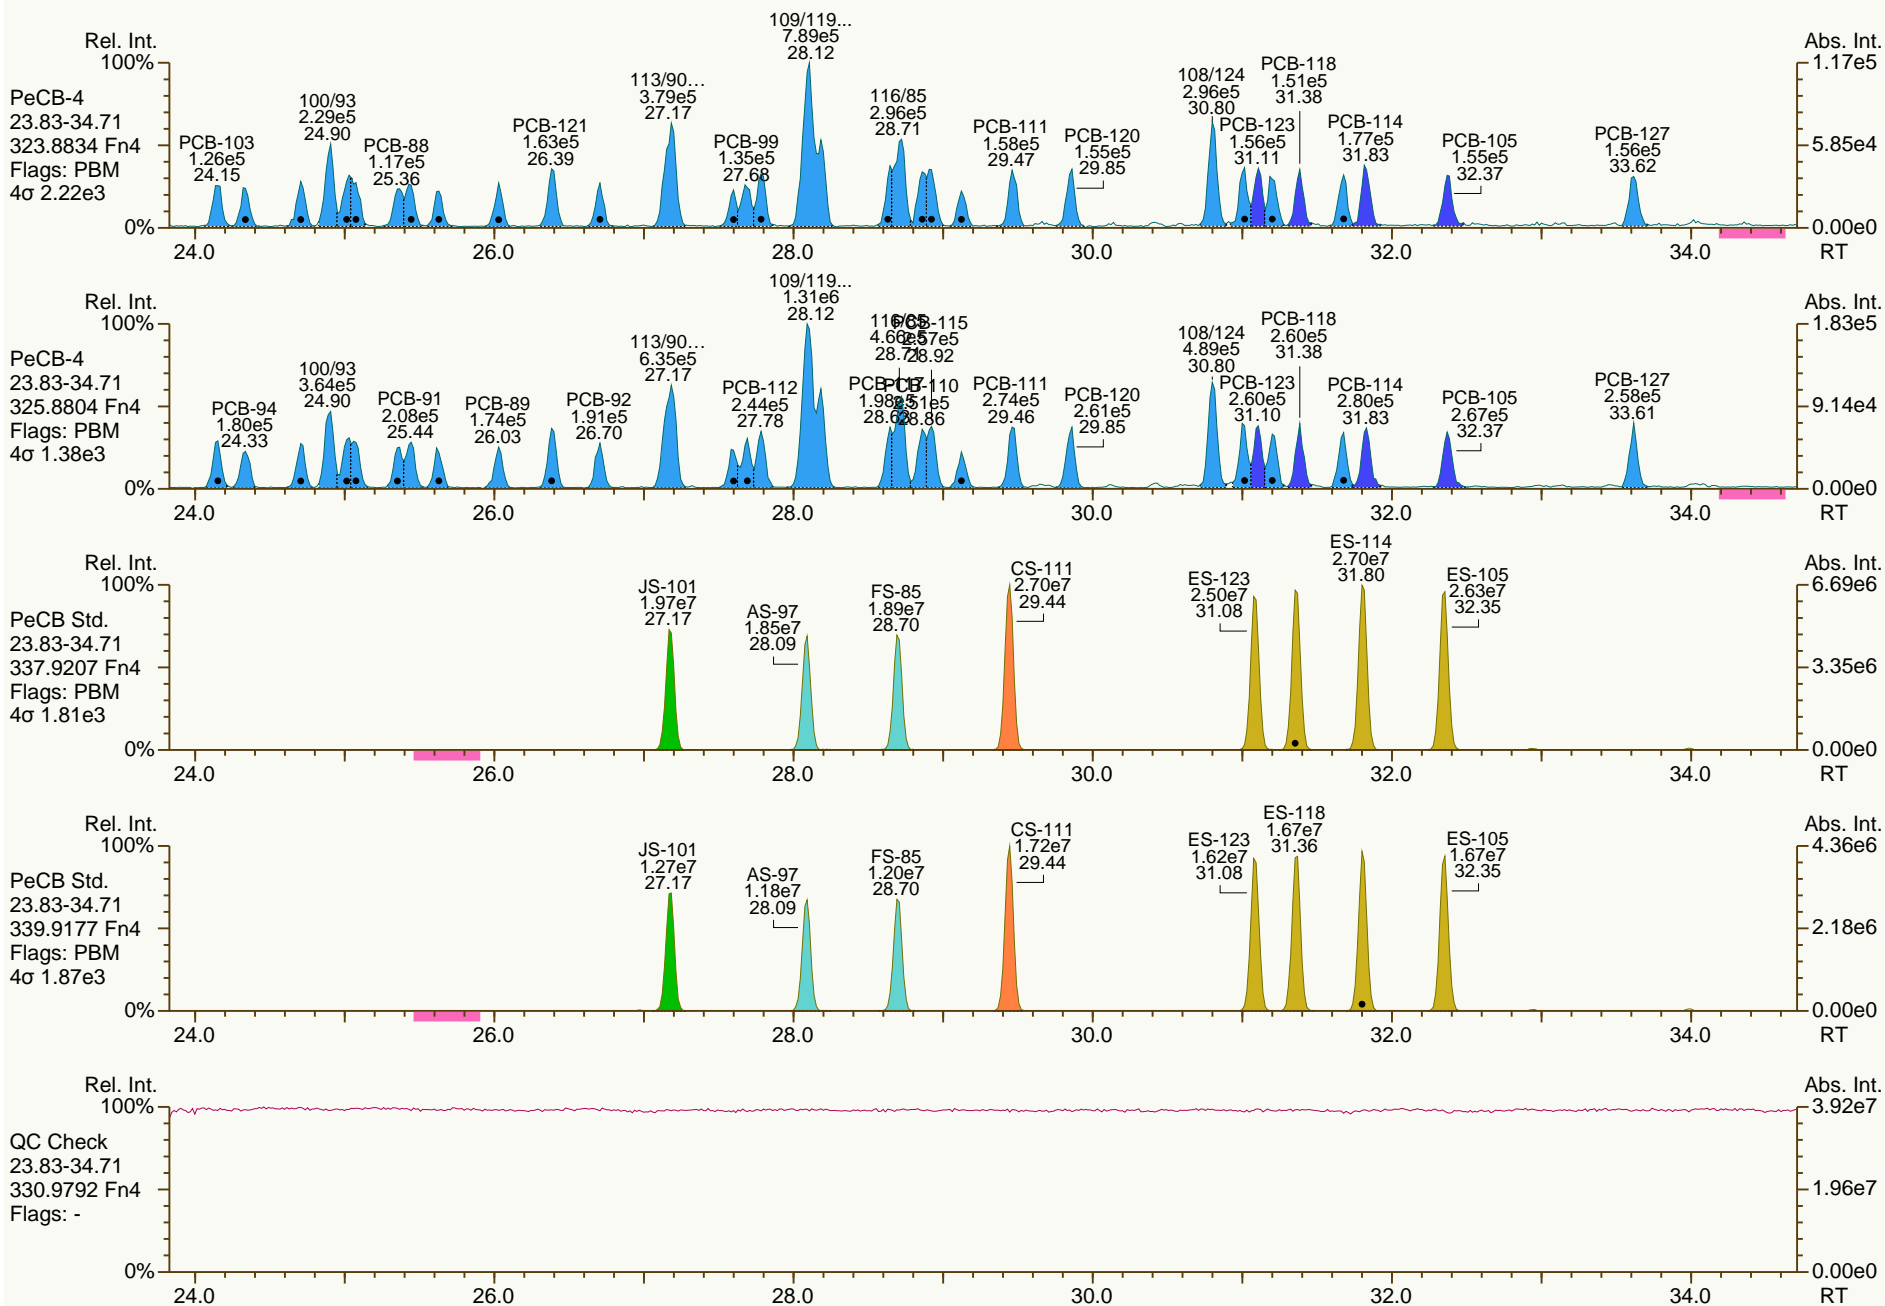 Rel. Int.
100%
0%
PeCB-4
23.83-34.71
323.8834 Fn4
Flags: PBM
4σ 2.22e3
PCB-103
1.26e5
24.15
100/93
2.29e5
24.90
PCB-88
1.17e5
25.36
PCB-121
1.63e5
26.39
113/90...
3.79e5
27.17
PCB-99
1.35e5
27.68
109/119...
7.89e5
28.12
116/85
2.96e5
28.71
PCB-111
1.58e5
29.47
PCB-120
1.55e5
29.85
108/124
2.96e5
30.80
PCB-123
1.56e5
31.11
PCB-118
1.51e5
31.38
PCB-114
1.77e5
31.83
PCB-105
1.55e5
32.37
PCB-127
1.56e5
33.62
Abs. Int.
1.17e5
5.85e4
0.00e0
24.0 26.0 28.0 30.0 32.0 34.0 RT
Rel. Int.
100%
0%
PeCB-4
23.83-34.71
325.8804 Fn4
Flags: PBM
4σ 1.38e3
PCB-94
1.80e5
24.33
100/93
3.64e5
24.90
PCB-91
2.08e5
25.44
PCB-89
1.74e5
26.03
PCB-92
1.91e5
26.70
113/90...
6.35e5
27.17
PCB-112
2.44e5
27.78
109/119...
1.31e6
28.12
116/85
4.66e5
28.71
PCB-115
2.57e5
28.92
PCB-117
1.98e5
28.63
PCB-110
2.51e5
28.86
PCB-111
2.74e5
29.46
PCB-120
2.61e5
29.85
108/124
4.89e5
30.80
PCB-123
2.60e5
31.10
PCB-118
2.60e5
31.38
PCB-114
2.80e5
31.83
PCB-105
2.67e5
32.37
PCB-127
2.58e5
33.61
Abs. Int.
1.83e5
9.14e4
0.00e0
24.0 26.0 28.0 30.0 32.0 34.0 RT
Rel. Int.
100%
0%
PeCB Std.
23.83-34.71
337.9207 Fn4
Flags: PBM
4σ 1.81e3
JS-101
1.97e7
27.17
AS-97
1.85e7
28.09
FS-85
1.89e7
28.70
CS-111
2.70e7
29.44
ES-123
2.50e7
31.08
ES-114
2.70e7
31.80
ES-105
2.63e7
32.35
Abs. Int.
6.69e6
3.35e6
0.00e0
24.0 26.0 28.0 30.0 32.0 34.0 RT
Rel. Int.
100%
0%
PeCB Std.
23.83-34.71
339.9177 Fn4
Flags: PBM
4σ 1.87e3
JS-101
1.27e7
27.17
AS-97
1.18e7
28.09
FS-85
1.20e7
28.70
CS-111
1.72e7
29.44
ES-123
1.62e7
31.08
ES-118
1.67e7
31.36
ES-105
1.67e7
32.35
Abs. Int.
4.36e6
2.18e6
0.00e0
24.0 26.0 28.0 30.0 32.0 34.0 RT
Rel. Int.
100%
0%
QC Check
23.83-34.71
330.9792 Fn4
Flags: -
Abs. Int.
3.92e7
1.96e7
0.00e0
24.0 26.0 28.0 30.0 32.0 34.0 RT